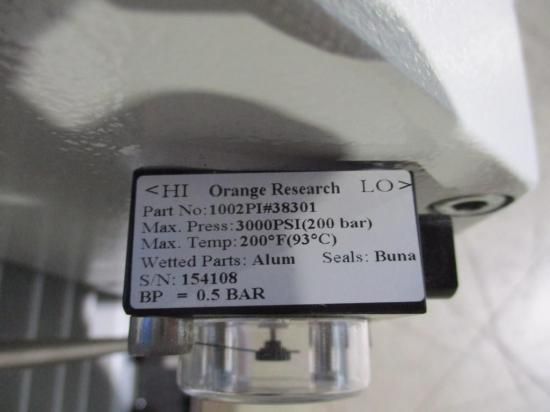 <HI Orange Research LO>
Part No:1002PI#38301
Max. Press:3000PSI(200 bar)
Max. Temp:200°F(93°C)
Wetted Parts: Alum Seals: Buna
S/N: 154108
BP = 0.5 BAR